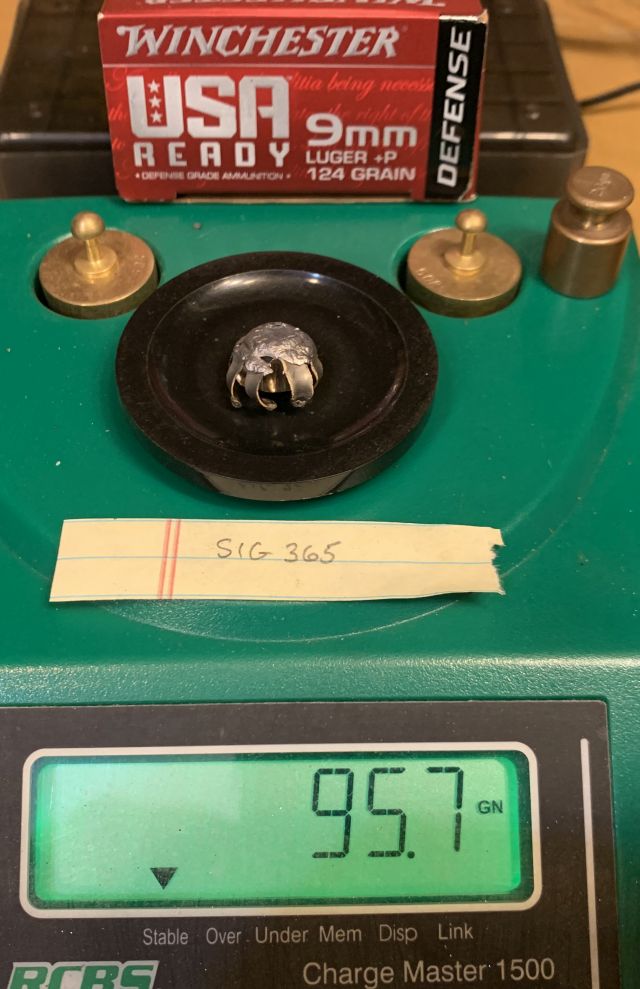 WINCHESTER
USA
READY
• DEFENSE GRADE AMMUNITION •
9mm
LUGER +P
124 GRAIN
DEFENSE
SIG 365
95.7 GN
Stable Over Under Mem Disp Link
RCBS
Charge Master 1500